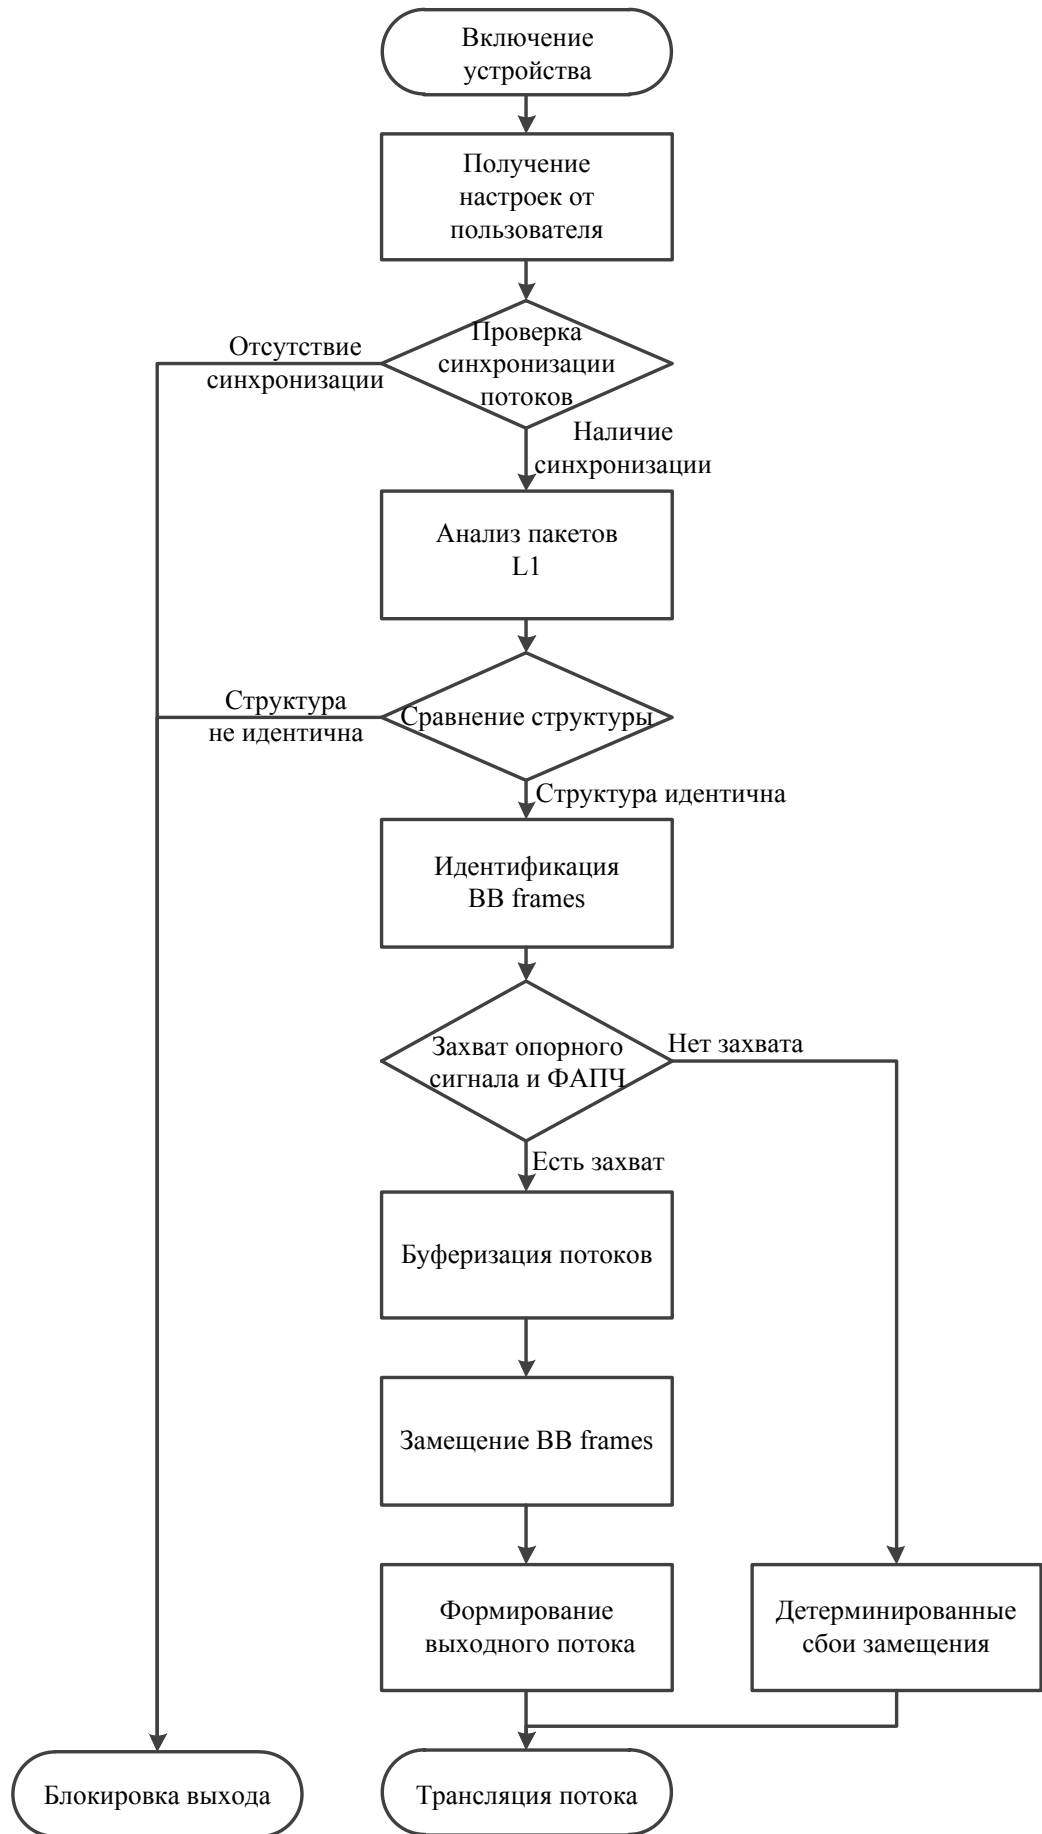 Включение
устройства
Получение
настроек от
пользователя
Проверка
синхронизации
потоков
Отсутствие
синхронизации
Наличие
синхронизации
Анализ пакетов
L1
Сравнение структуры
Структура
не идентична
Структура идентична
Идентификация
BB frames
Захват опорного
сигнала и ФАПЧ
Нет захвата
Есть захват
Буферизация потоков
Замещение BB frames
Формирование
выходного потока
Детерминированные
сбои замещения
Блокировка выхода
Трансляция потока